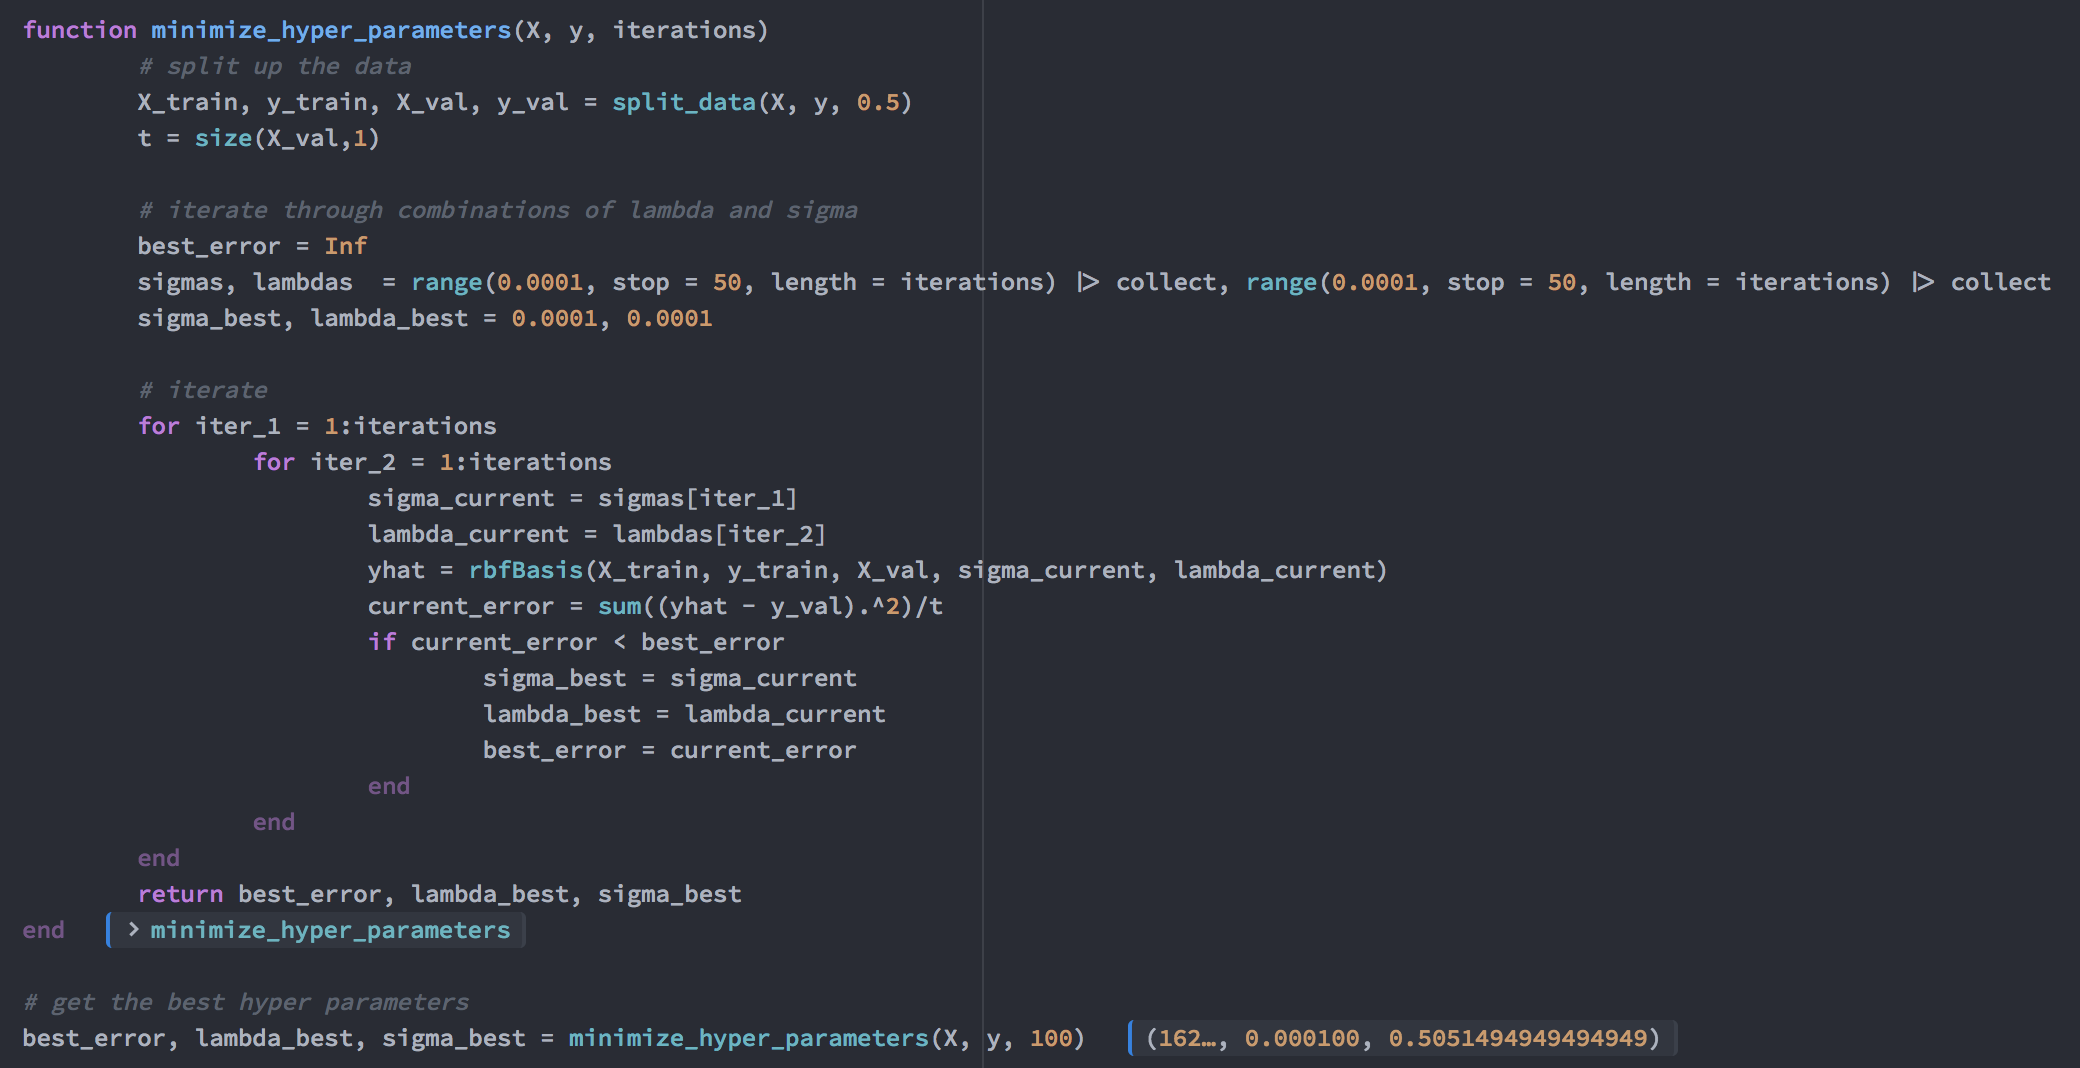 function minimize_hyper_parameters(X, y, iterations)
        # split up the data
        X_train, y_train, X_val, y_val = split_data(X, y, 0.5)
        t = size(X_val,1)

        # iterate through combinations of lambda and sigma
        best_error = Inf
        sigmas, lambdas  = range(0.0001, stop = 50, length = iterations) |> collect, range(0.0001, stop = 50, length = iterations) |> collect
        sigma_best, lambda_best = 0.0001, 0.0001

        # iterate
        for iter_1 = 1:iterations
                for iter_2 = 1:iterations
                        sigma_current = sigmas[iter_1]
                        lambda_current = lambdas[iter_2]
                        yhat = rbfBasis(X_train, y_train, X_val, sigma_current, lambda_current)
                        current_error = sum((yhat - y_val).^2)/t
                        if current_error < best_error
                                sigma_best = sigma_current
                                lambda_best = lambda_current
                                best_error = current_error
                        end
                end
        end
        return best_error, lambda_best, sigma_best
end   > minimize_hyper_parameters

# get the best hyper parameters
best_error, lambda_best, sigma_best = minimize_hyper_parameters(X, y, 100)   (162…, 0.000100, 0.5051494949494949)